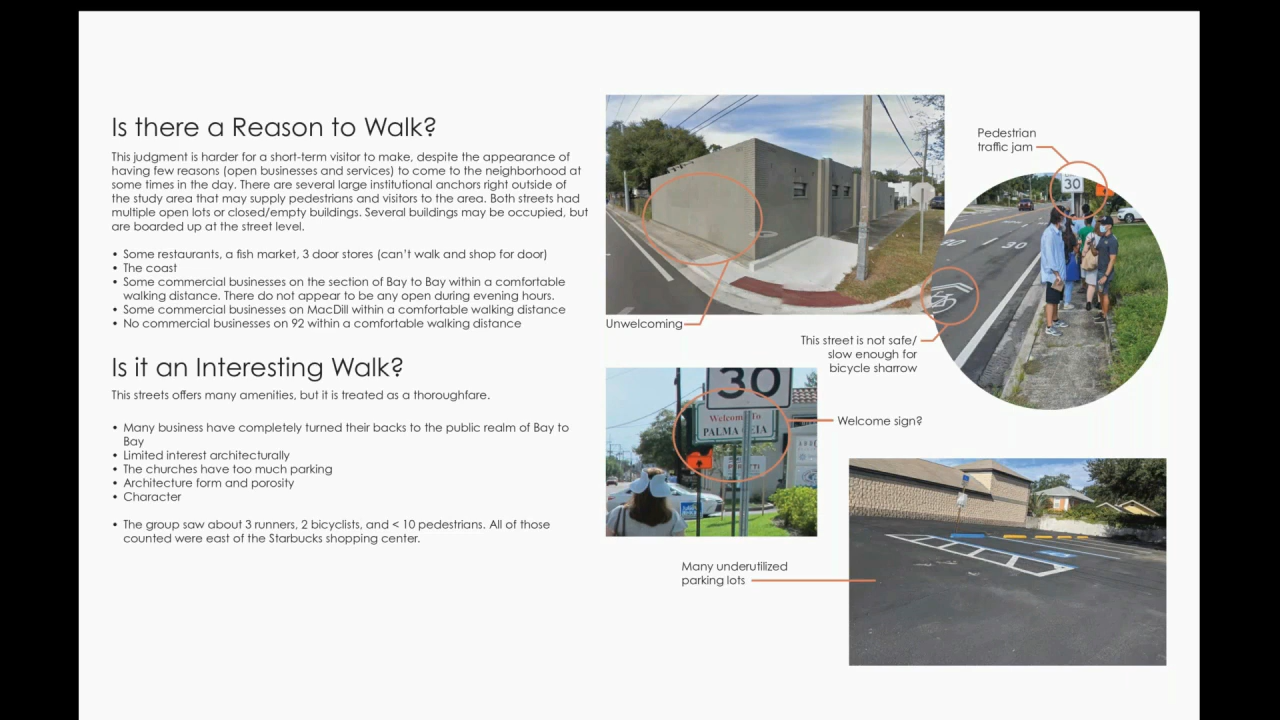 Is there a Reason to Walk?
This judgment is harder for a short-term visitor to make, despite the appearance of
having few reasons (open businesses and services) to come to the neighborhood at
some times in the day. There are several large institutional anchors right outside of
the study area that may supply pedestrians and visitors to the area. Both streets had
multiple open lots or closed/empty buildings. Several buildings may be occupied, but
are boarded up at the street level.
• Some restaurants, a fish market, 3 door stores (can't walk and shop for door)
• The coast
• Some commercial businesses on the section of Bay to Bay within a comfortable
walking distance. There do not appear to be any open during evening hours.
• Some commercial businesses on MacDill within a comfortable walking distance
• No commercial businesses on 92 within a comfortable walking distance
Is it an Interesting Walk?
This streets offers many amenities, but it is treated as a thoroughfare.
• Many business have completely turned their backs to the public realm of Bay to
Bay
• Limited interest architecturally
• The churches have too much parking
• Architecture form and porosity
• Character
• The group saw about 3 runners, 2 bicyclists, and < 10 pedestrians. All of those
counted were east of the Starbucks shopping center.
Unwelcoming
Pedestrian
traffic jam
30
30
This street is not safe/
slow enough for
bicycle sharrow
30
Welcome To
PALMA CEIA
Welcome sign?
Many underutilized
parking lots